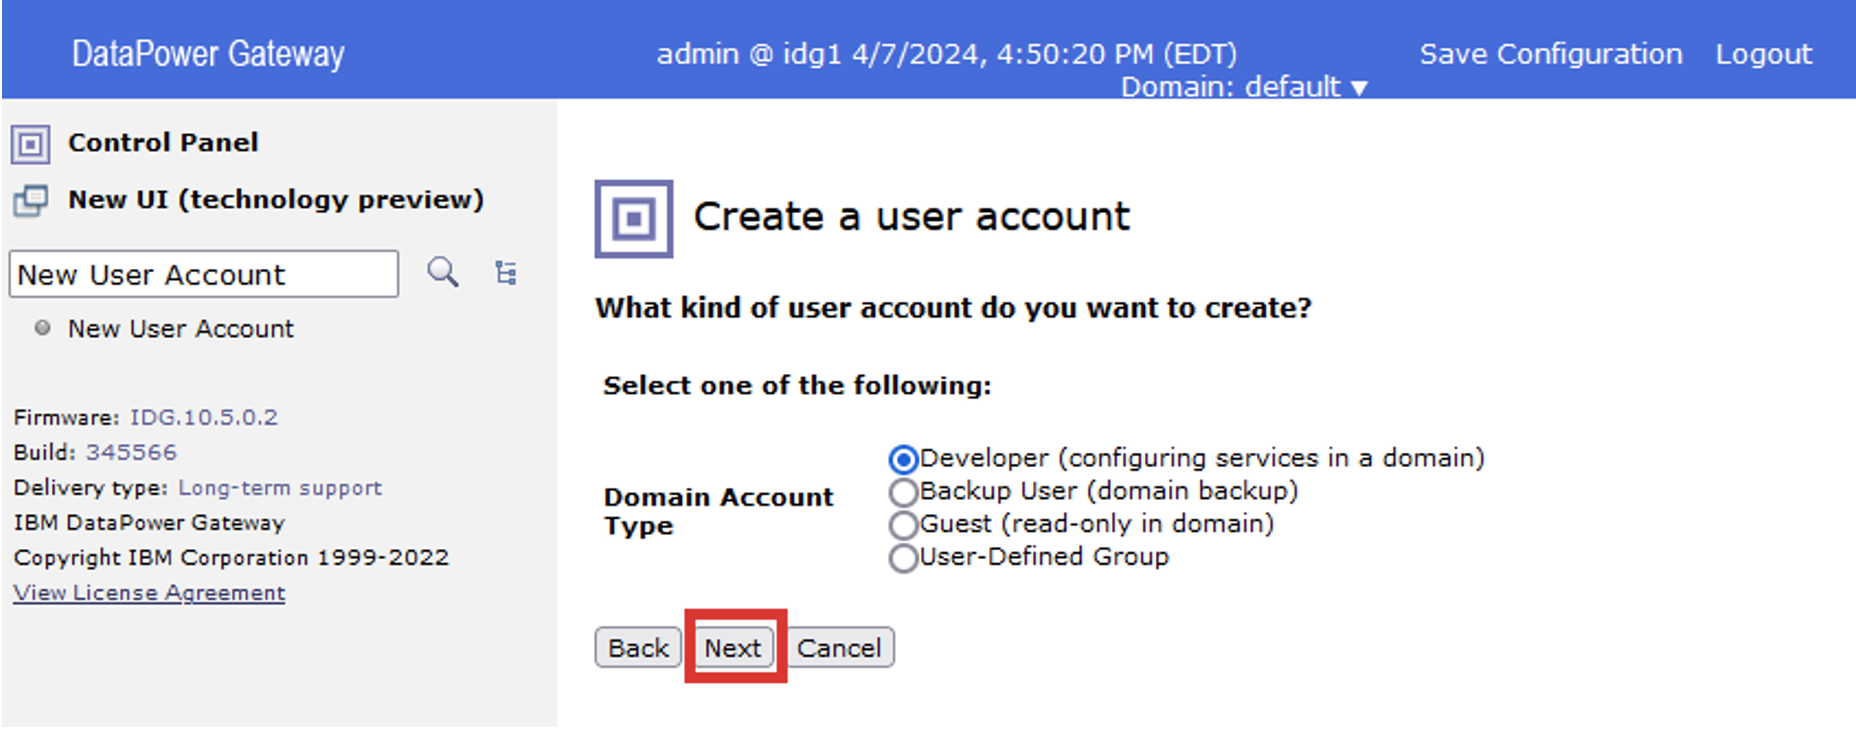 DataPower Gateway
admin @ idg1 4/7/2024, 4:50:20 PM (EDT)
Domain: default ▼
Save Configuration Logout
Control Panel
New UI (technology preview)
New User Account
New User Account
Firmware: IDG.10.5.0.2
Build: 345566
Delivery type: Long-term support
IBM DataPower Gateway
Copyright IBM Corporation 1999-2022
View License Agreement
Create a user account
What kind of user account do you want to create?
Select one of the following:
Domain Account
Type
Developer (configuring services in a domain)
Backup User (domain backup)
Guest (read-only in domain)
User-Defined Group
Back Next Cancel